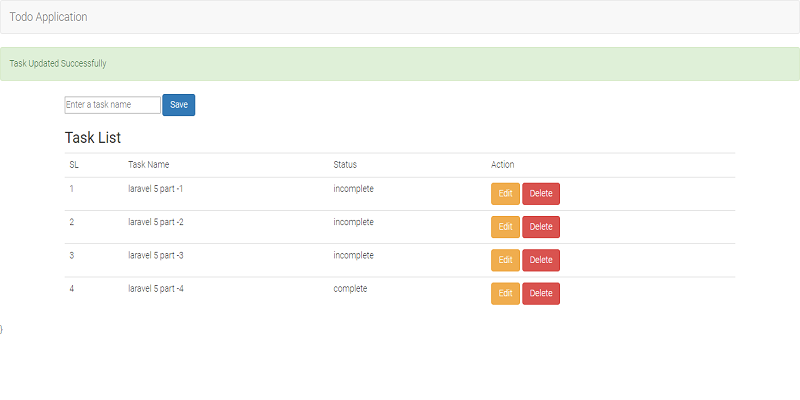 Todo Application
Task Updated Successfully
Enter a task name Save
Task List
SL Task Name Status Action
1 laravel 5 part -1 incomplete Edit Delete
2 laravel 5 part -2 incomplete Edit Delete
3 laravel 5 part -3 incomplete Edit Delete
4 laravel 5 part -4 complete Edit Delete
}